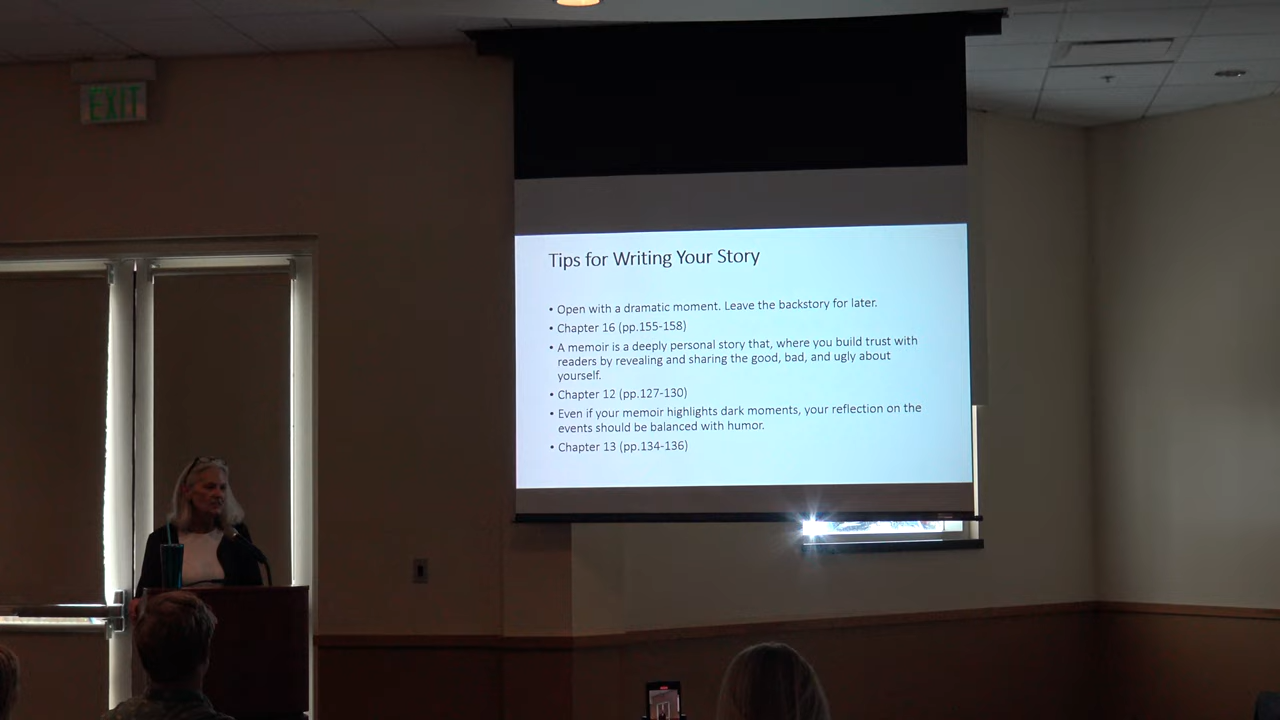 EXIT
Tips for Writing Your Story
• Open with a dramatic moment. Leave the backstory for later.
• Chapter 16 (pp.155-158)
• A memoir is a deeply personal story that, where you build trust with
readers by revealing and sharing the good, bad, and ugly about
yourself.
• Chapter 12 (pp.127-130)
• Even if your memoir highlights dark moments, your reflection on the
events should be balanced with humor.
• Chapter 13 (pp.134-136)